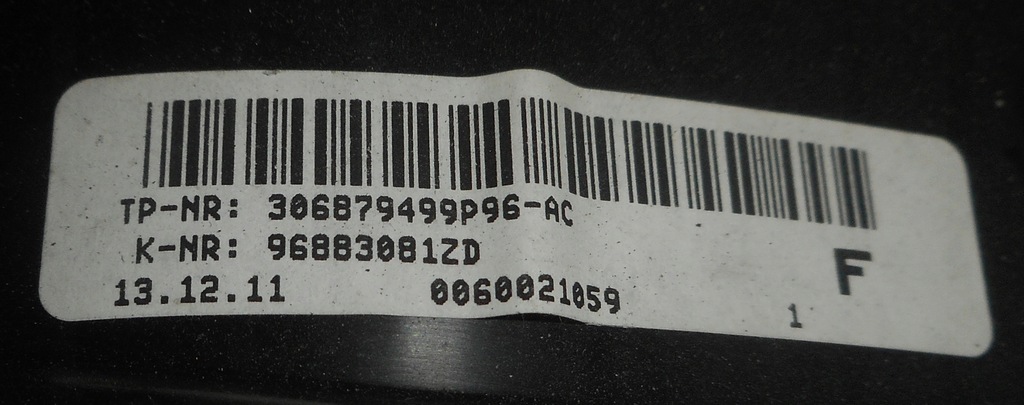 TP-NR: 306879499P96-AC
K-NR: 96883081ZD
13.12.11 0060021059
F
1